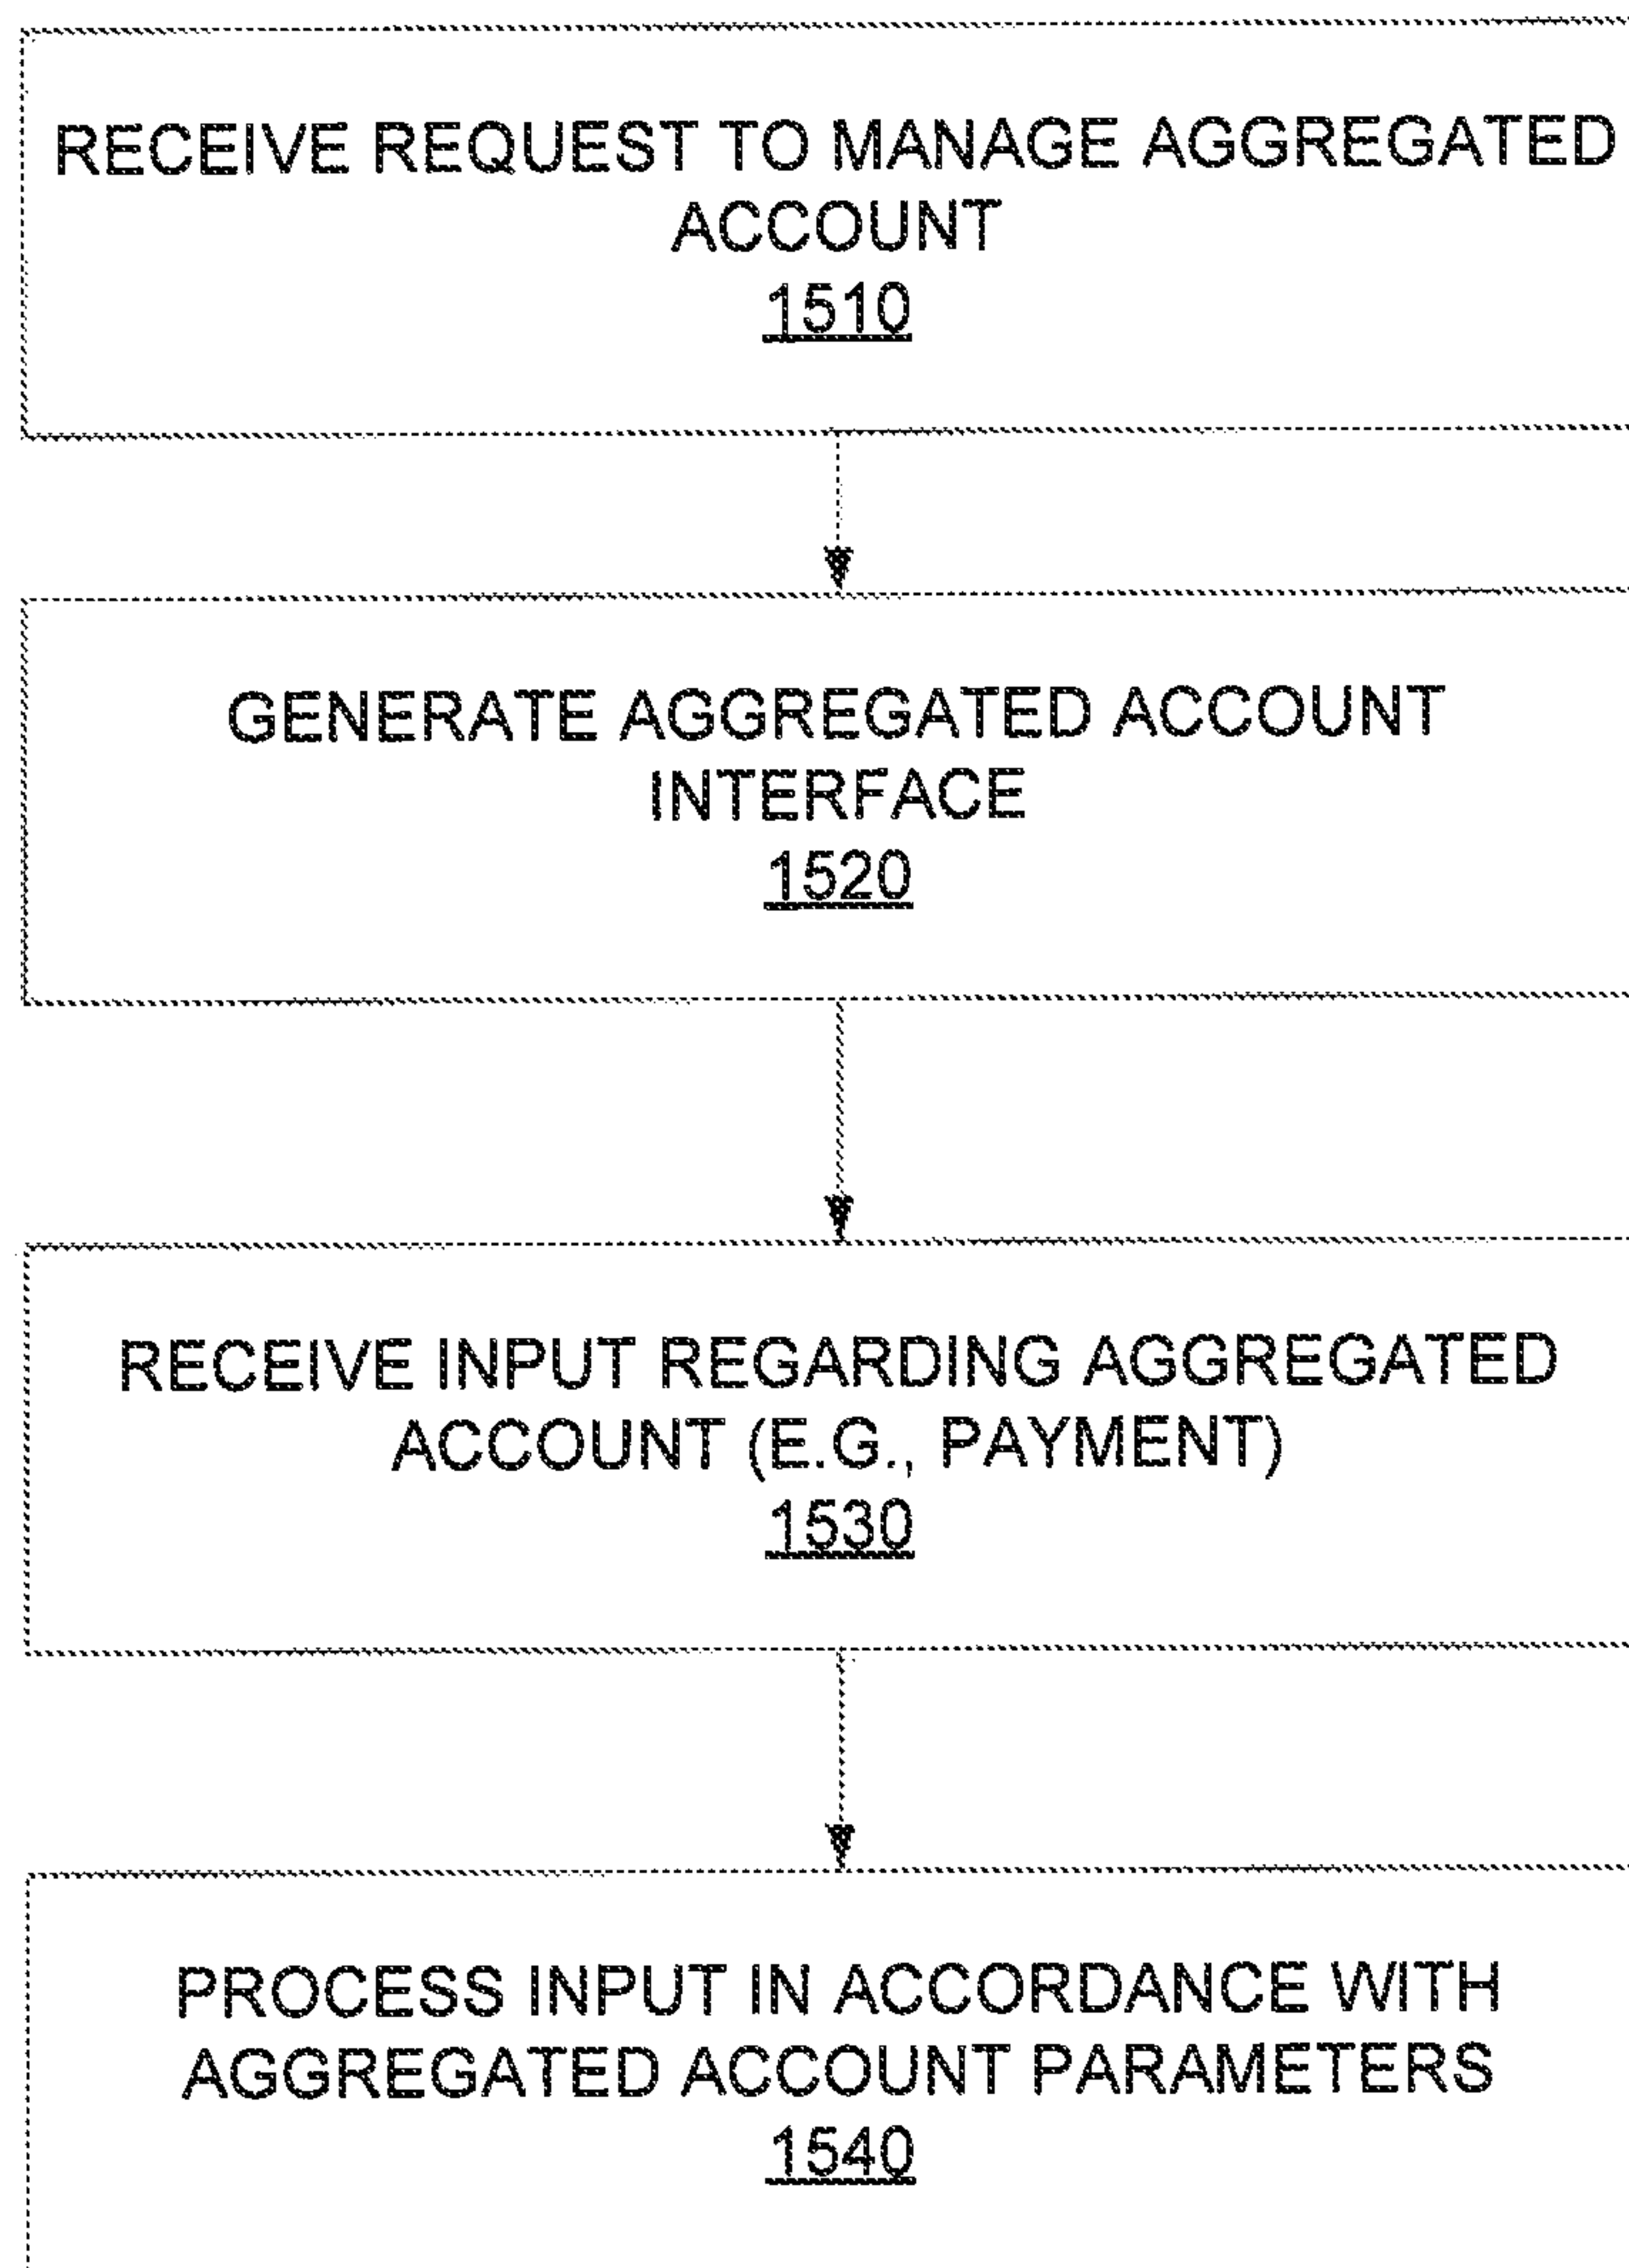 RECEIVE REQUEST TO MANAGE AGGREGATED
ACCOUNT
1510
GENERATE AGGREGATED ACCOUNT
INTERFACE
1520
RECEIVE INPUT REGARDING AGGREGATED
ACCOUNT (E.G., PAYMENT)
1530
PROCESS INPUT IN ACCORDANCE WITH
AGGREGATED ACCOUNT PARAMETERS
1540